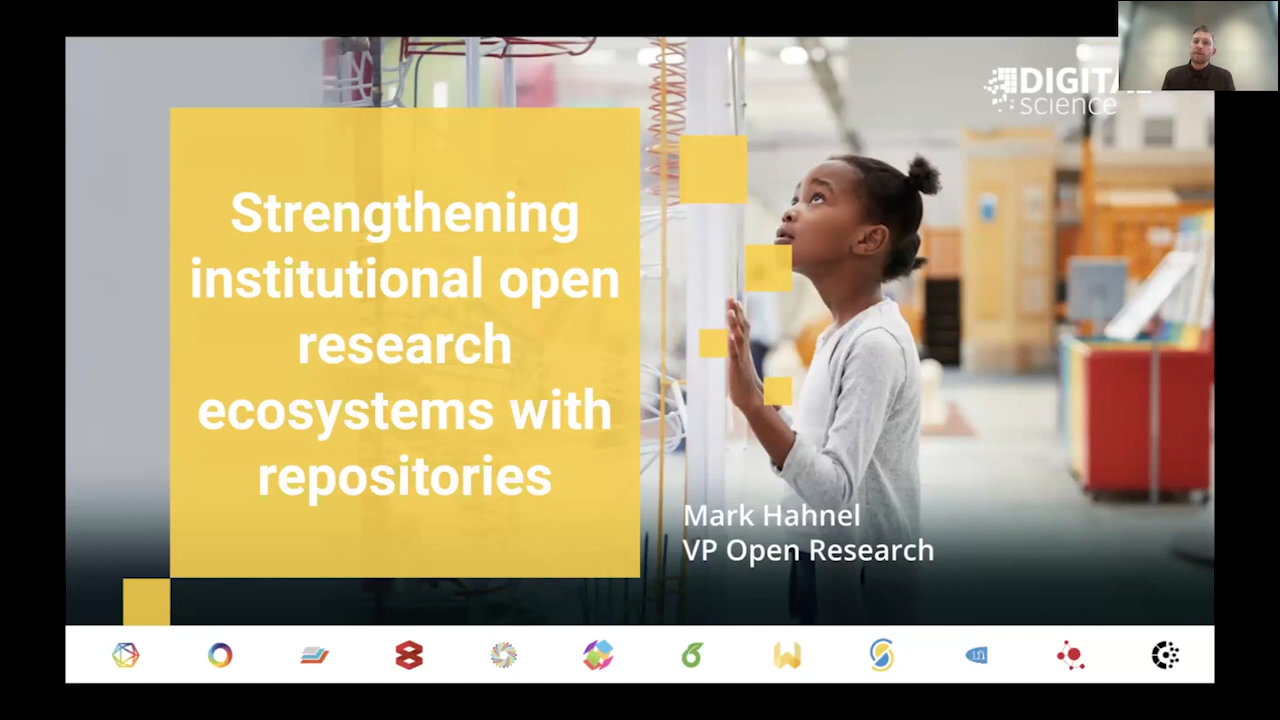 DIGITAL
science
Strengthening
institutional open
research
ecosystems with
repositories
Mark Hahnel
VP Open Research